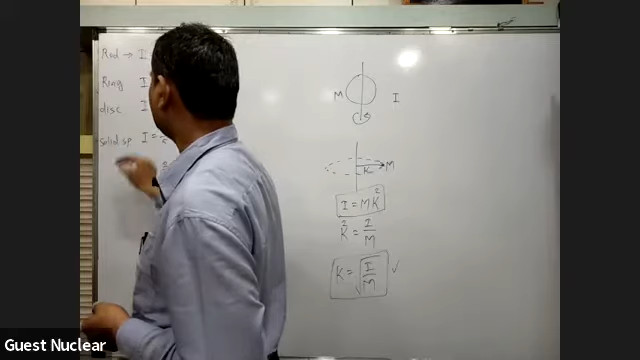 Rod → I
Ring I
disc I
Solid sp I =
M I
K M
I = MK²
K² = I/M
K = √(I/M) ✓
Guest Nuclear